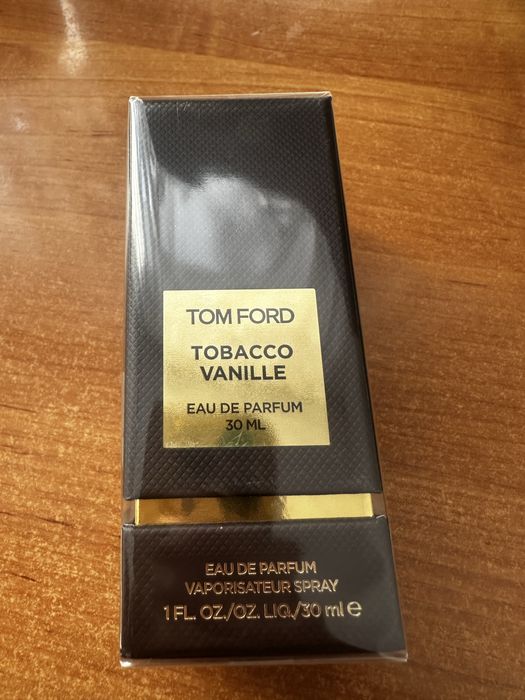 TOM FORD
TOBACCO
VANILLE
EAU DE PARFUM
30 ML
EAU DE PARFUM
VAPORISATEUR SPRAY
1 FL. OZ./OZ. LIQ./30 ml e